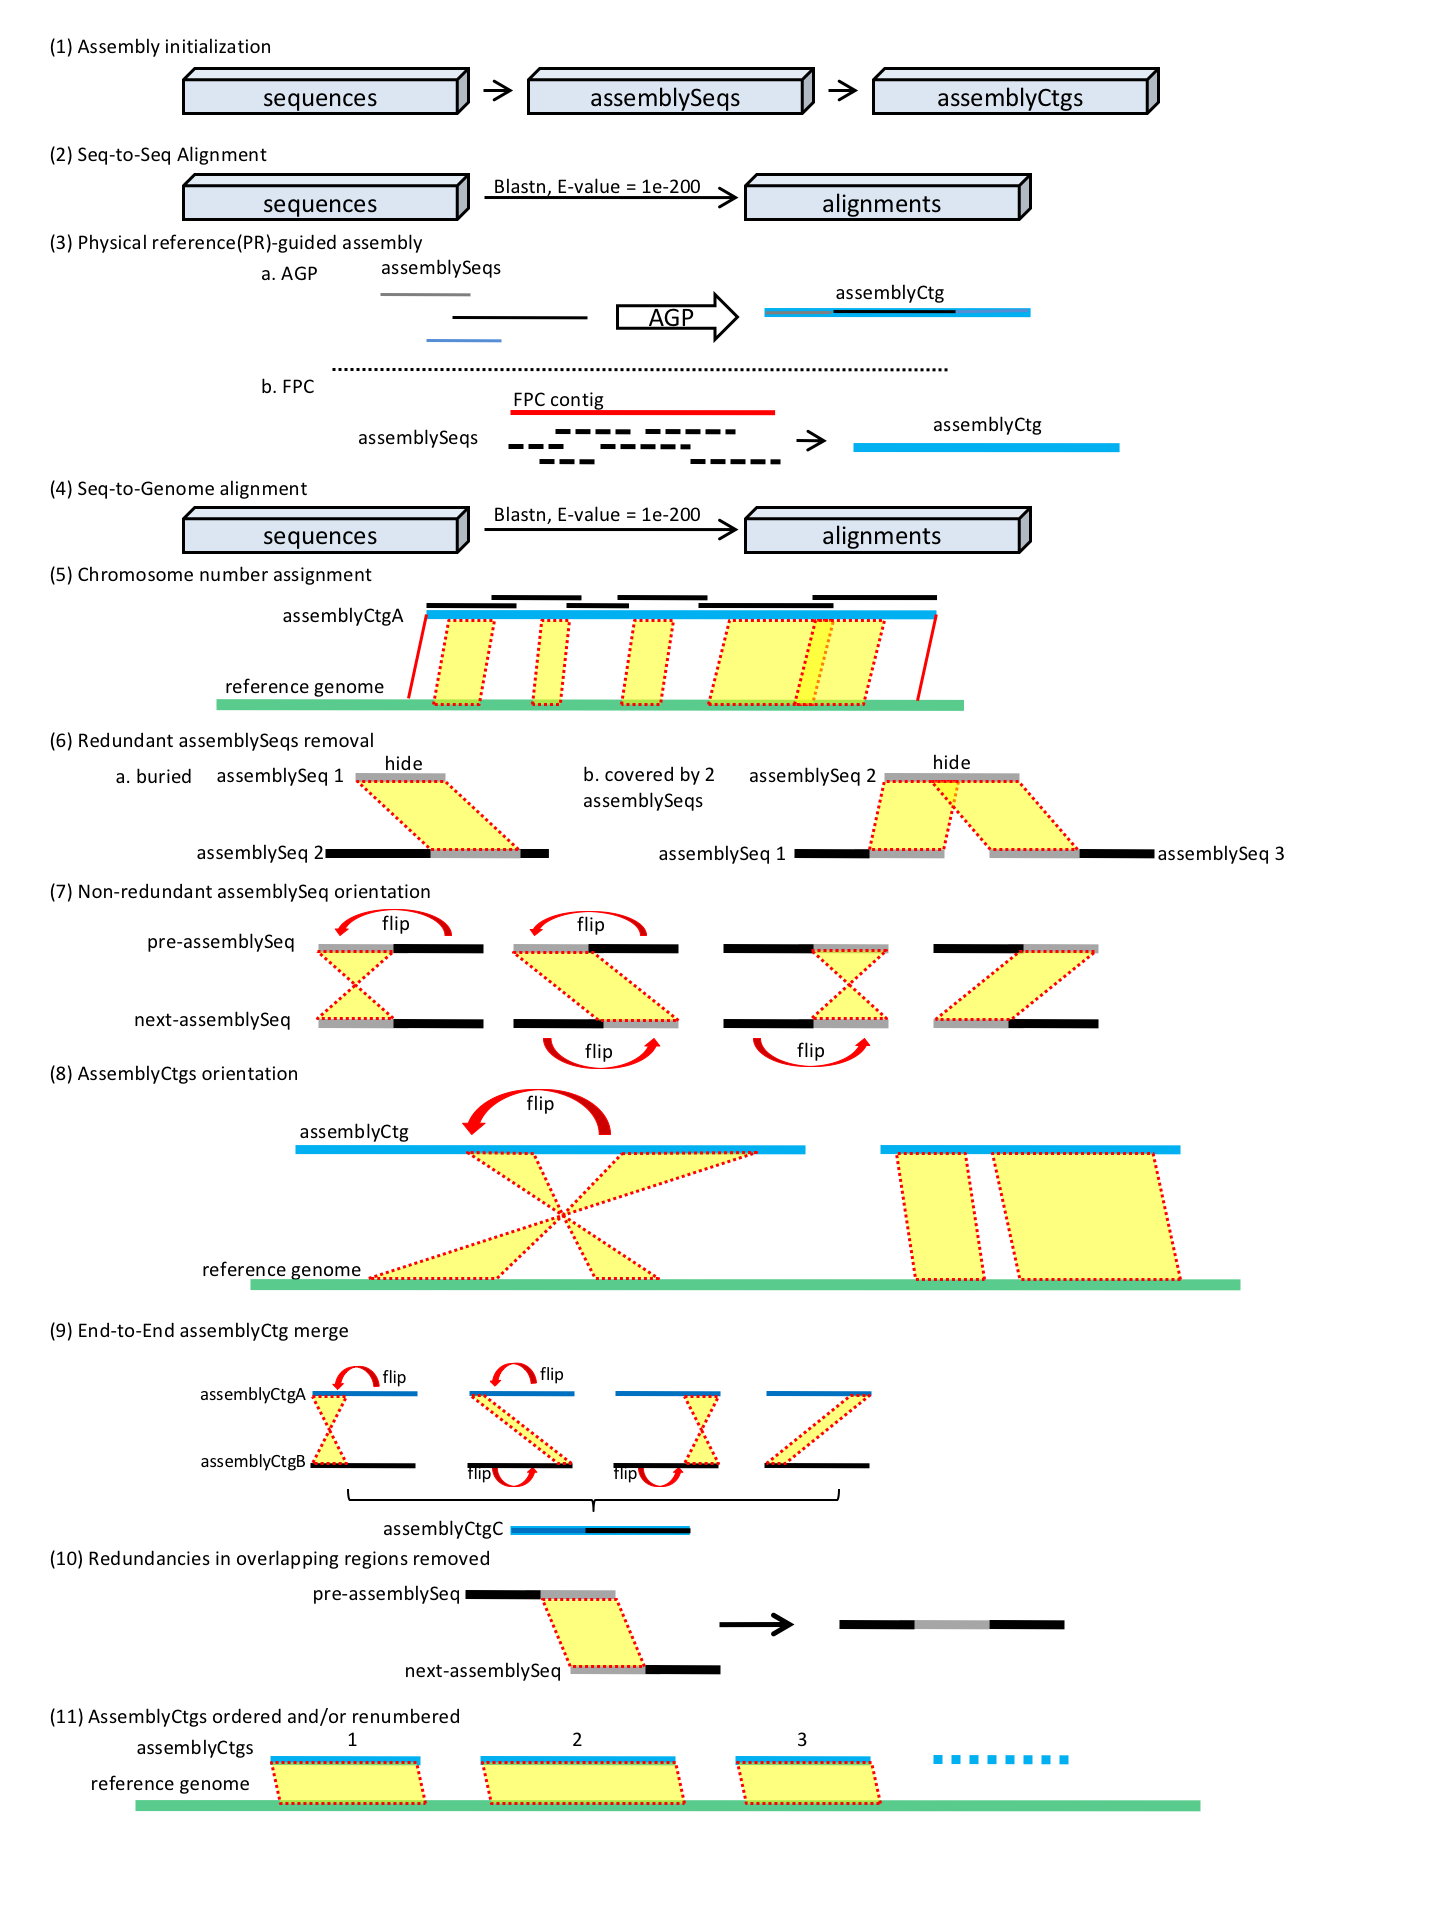 (1) Assembly initialization
sequences
assemblySeqs
assemblyCtgs
(2) Seq-to-Seq Alignment
sequences
Blastn, E-value = 1e-200
alignments
(3) Physical reference(PR)-guided assembly
a. AGP
assemblySeqs
AGP
assemblyCtg
b. FPC
FPC contig
assemblySeqs
assemblyCtg
(4) Seq-to-Genome alignment
sequences
Blastn, E-value = 1e-200
alignments
(5) Chromosome number assignment
assemblyCtgA
reference genome
(6) Redundant assemblySeqs removal
a. buried
assemblySeq 1
hide
assemblySeq 2
b. covered by 2
assemblySeqs
assemblySeq 2
hide
assemblySeq 1
assemblySeq 3
(7) Non-redundant assemblySeq orientation
flip
flip
pre-assemblySeq
next-assemblySeq
flip
flip
(8) AssemblyCtgs orientation
flip
assemblyCtg
reference genome
(9) End-to-End assemblyCtg merge
flip
flip
assemblyCtgA
assemblyCtgB
flip
flip
assemblyCtgC
(10) Redundancies in overlapping regions removed
pre-assemblySeq
next-assemblySeq
(11) AssemblyCtgs ordered and/or renumbered
1
2
3
assemblyCtgs
reference genome